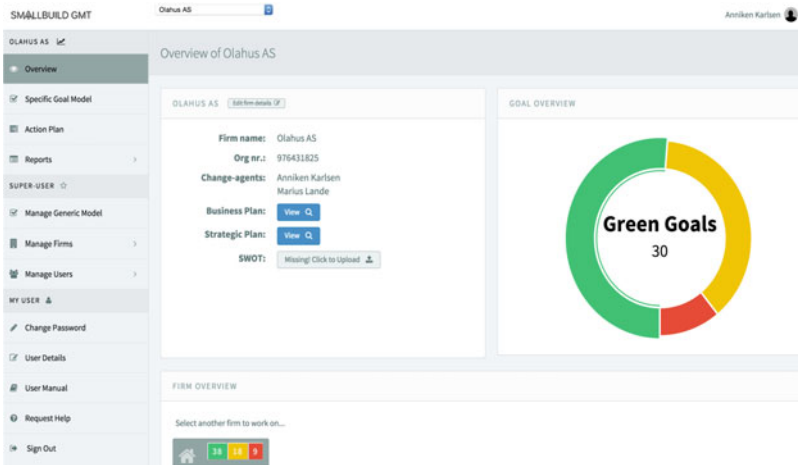 SMALLBUILD GMT
Olahus AS
Anniken Karlsen
OLAHUS AS
Overview
Specific Goal Model
Action Plan
Reports
SUPER-USER
Manage Generic Model
Manage Firms
Manage Users
MY USER
Change Password
User Details
User Manual
Request Help
Sign Out
Overview of Olahus AS
OLAHUS AS Edit firm details
Firm name: Olahus AS
Org nr.: 976431825
Change-agents: Anniken Karlsen
Marius Lande
Business Plan: View
Strategic Plan: View
SWOT: Missing! Click to Upload
GOAL OVERVIEW
Green Goals
30
FIRM OVERVIEW
Select another firm to work on...
38 18 9